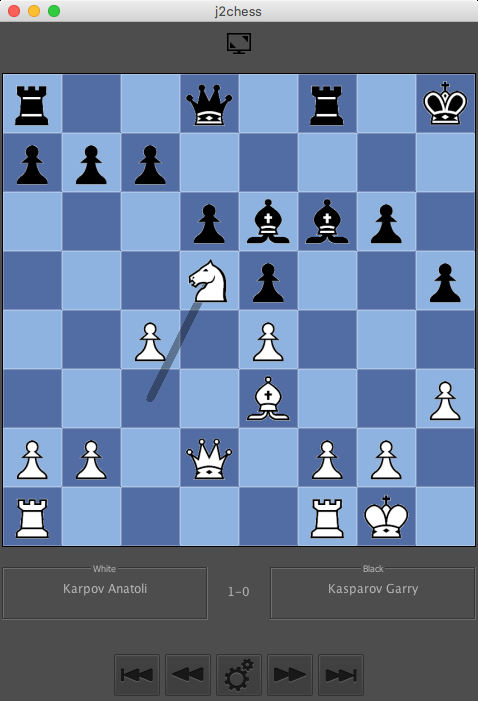 j2chess
White
Karpov Anatoli
1-0
Black
Kasparov Garry